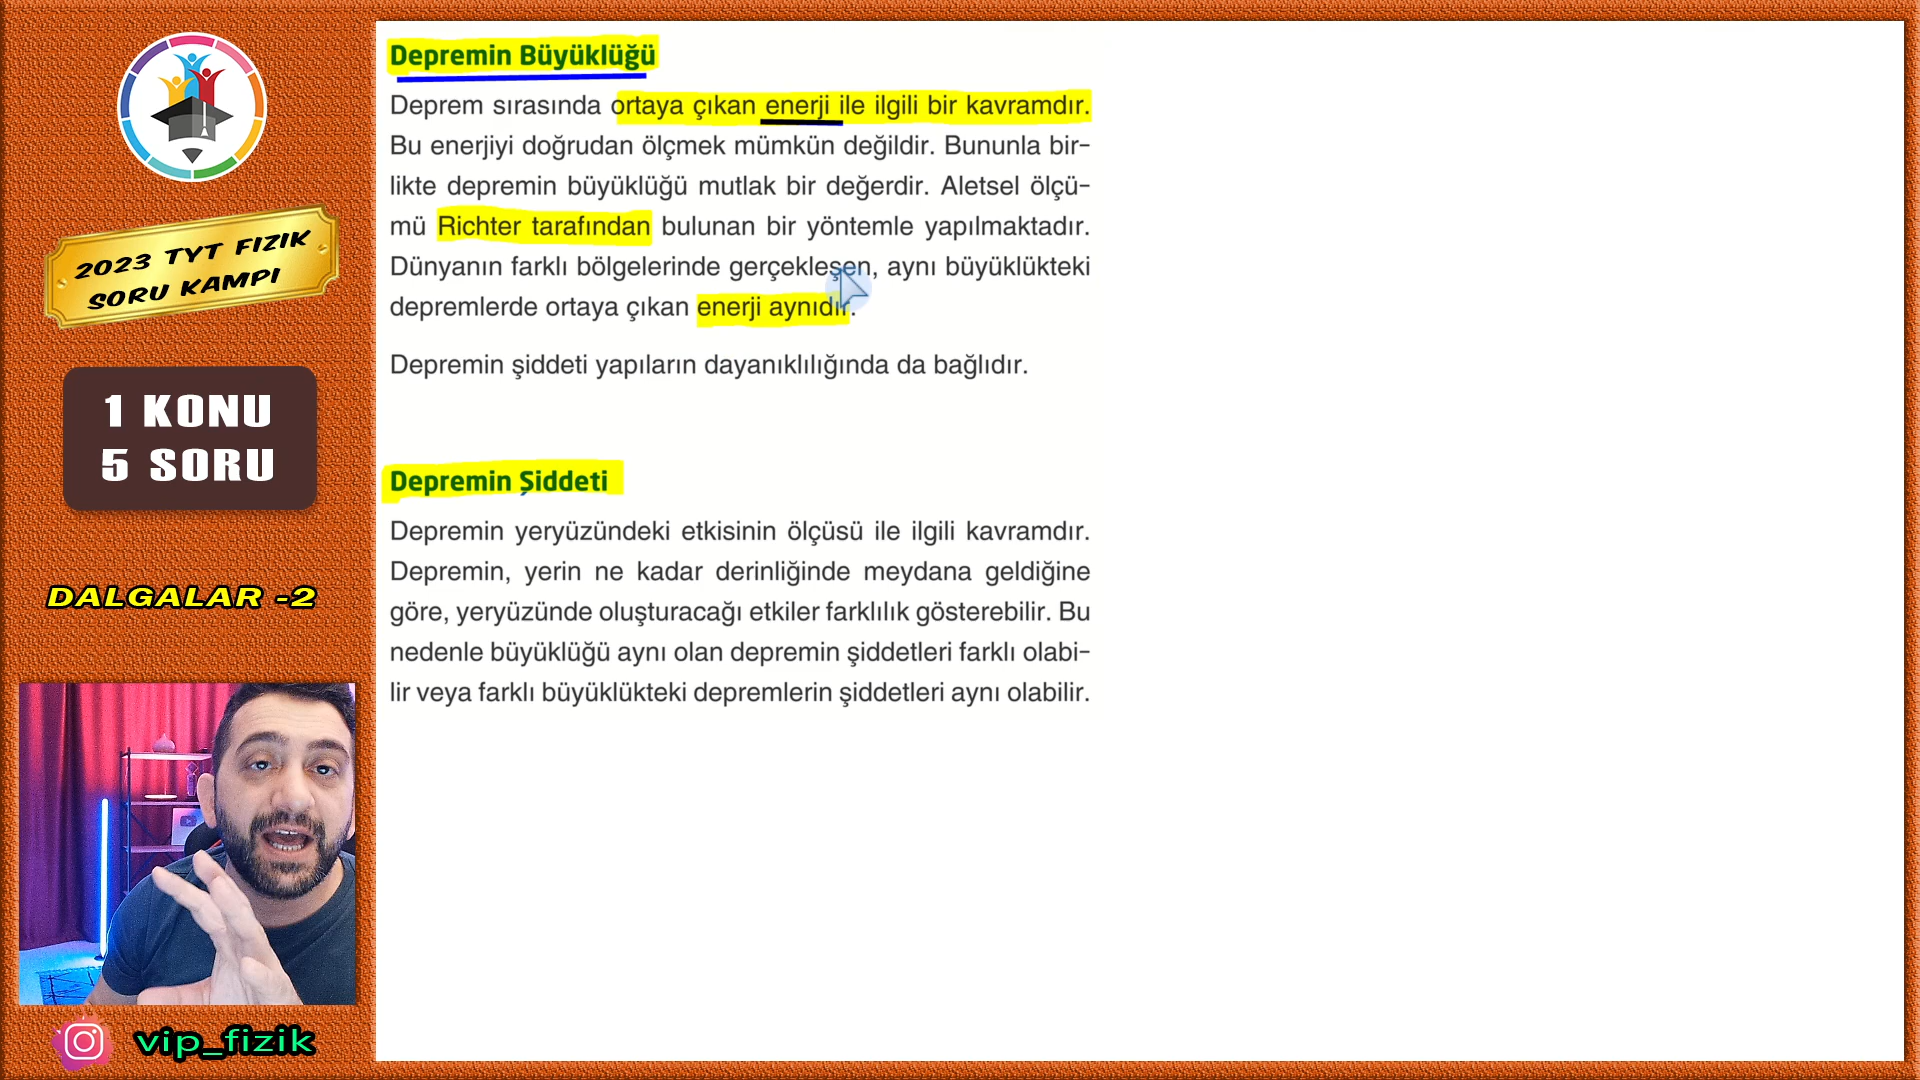 2023 TYT FIZIK
SORU KAMPI
1 KONU
5 SORU
DALGALAR -2
vip_fizik
Depremin Büyüklüğü
Deprem sırasında ortaya çıkan enerji ile ilgili bir kavramdır.
Bu enerjiyi doğrudan ölçmek mümkün değildir. Bununla bir-
likte depremin büyüklüğü mutlak bir değerdir. Aletsel ölçü-
mü Richter tarafından bulunan bir yöntemle yapılmaktadır.
Dünyanın farklı bölgelerinde gerçekleşen, aynı büyüklükteki
depremlerde ortaya çıkan enerji aynıdır.
Depremin şiddeti yapıların dayanıklılığında da bağlıdır.
Depremin Şiddeti
Depremin yeryüzündeki etkisinin ölçüsü ile ilgili kavramdır.
Depremin, yerin ne kadar derinliğinde meydana geldiğine
göre, yeryüzünde oluşturacağı etkiler farklılık gösterebilir. Bu
nedenle büyüklüğü aynı olan depremin şiddetleri farklı olabi-
lir veya farklı büyüklükteki depremlerin şiddetleri aynı olabilir.